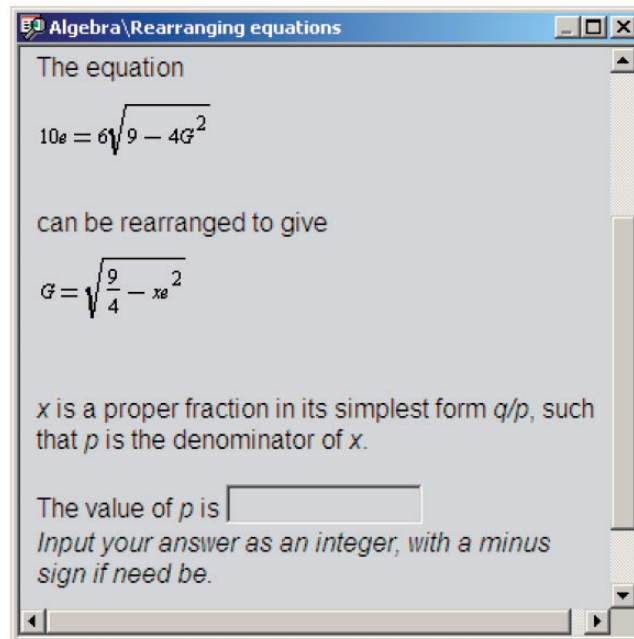 Algebra\Rearranging equations
The equation
10e = 6√(9 − 4G²)
can be rearranged to give
G = √(9/4 − xe²)
x is a proper fraction in its simplest form q/p, such
that p is the denominator of x.
The value of p is
Input your answer as an integer, with a minus
sign if need be.